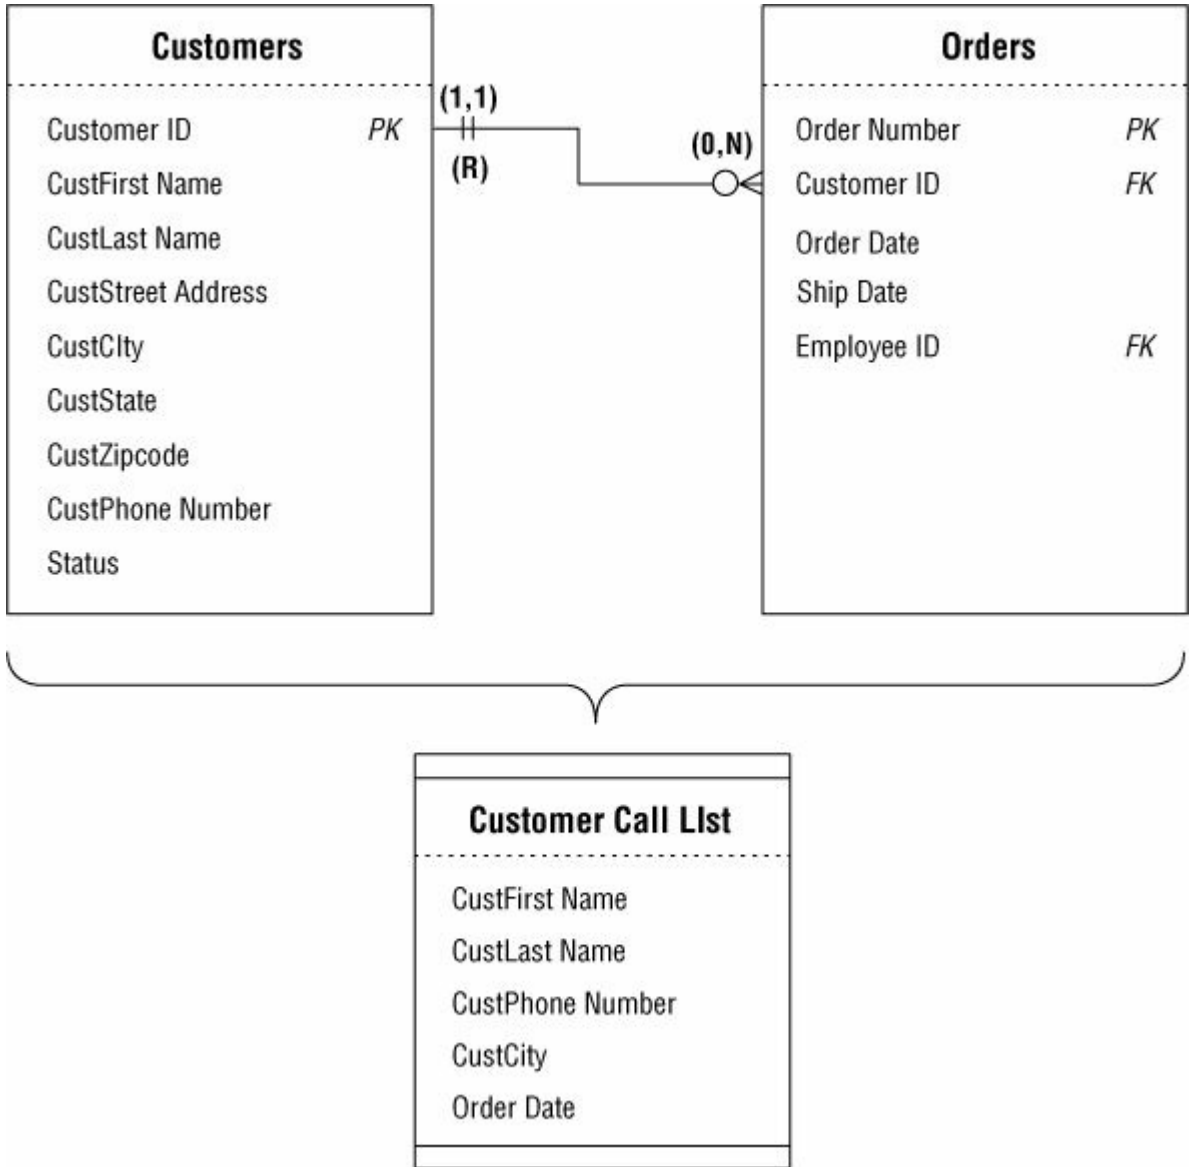 Customers
Customer ID PK
CustFirst Name
CustLast Name
CustStreet Address
CustCIty
CustState
CustZipcode
CustPhone Number
Status
(1,1)
(R)
(0,N)
Orders
Order Number PK
Customer ID FK
Order Date
Ship Date
Employee ID FK
Customer Call LIst
CustFirst Name
CustLast Name
CustPhone Number
CustCity
Order Date